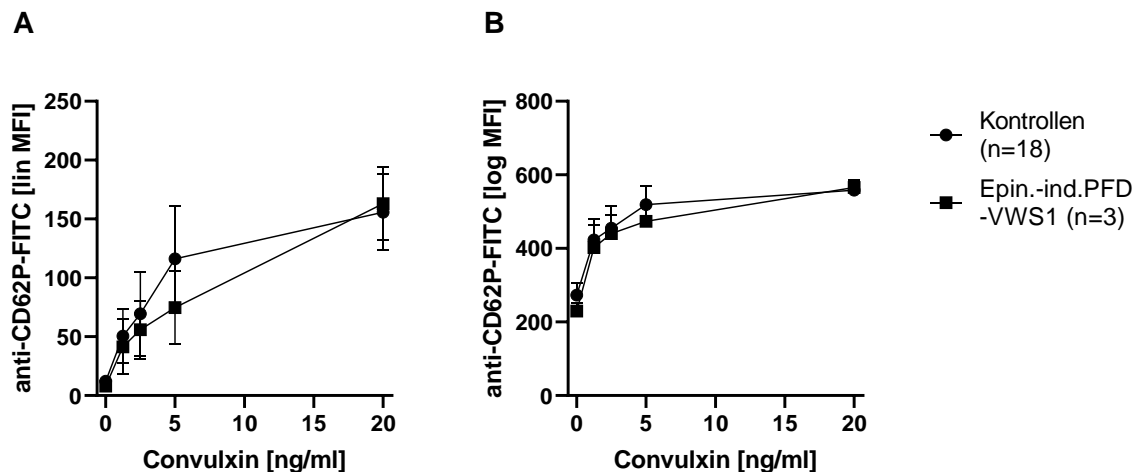 A
B
anti-CD62P-FITC [lin MFI]
250
200
150
100
50
0
0
5
10
15
20
Convulxin [ng/ml]
anti-CD62P-FITC [log MFI]
800
600
400
200
0
0
5
10
15
20
Convulxin [ng/ml]
Kontrollen
(n=18)
Epin.-ind.PFD
-VWS1 (n=3)